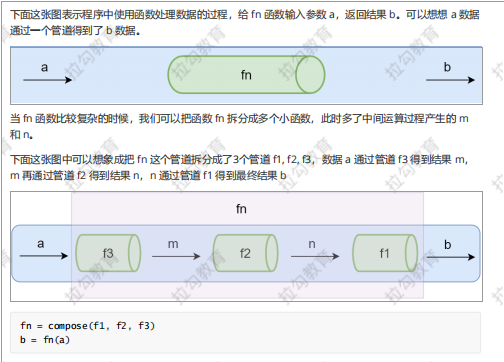 下面这张图表示程序中使用函数处理数据的过程，给 fn 函数输入参数 a，返回结果 b。可以想想 a 数据
通过一个管道得到了 b 数据。
a
fn
b
当 fn 函数比较复杂的时候，我们可以把函数 fn 拆分成多个小函数，此时多了中间运算过程产生的 m
和 n。
下面这张图中可以想象成把 fn 这个管道拆分成了3个管道 f1, f2, f3，数据 a 通过管道 f3 得到结果 m，
m 再通过管道 f2 得到结果 n，n 通过管道 f1 得到最终结果 b
fn
a
f3
m
f2
n
f1
b
fn = compose(f1, f2, f3)
b = fn(a)
拉勾教育